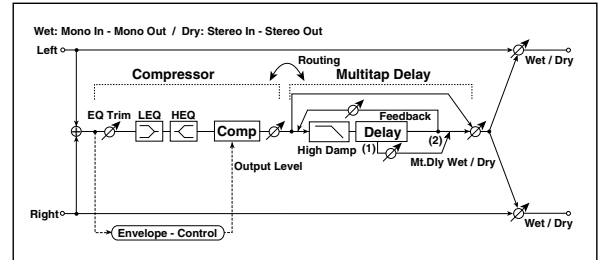 Wet: Mono In - Mono Out / Dry: Stereo In - Stereo Out
Left
Wet / Dry
Routing
Compressor
Multitap Delay
EQ Trim
LEQ
HEQ
Comp
Feedback
High Damp
Delay
(1)
(2)
Output Level
Mt.Dly Wet / Dry
Right
Wet / Dry
Envelope - Control